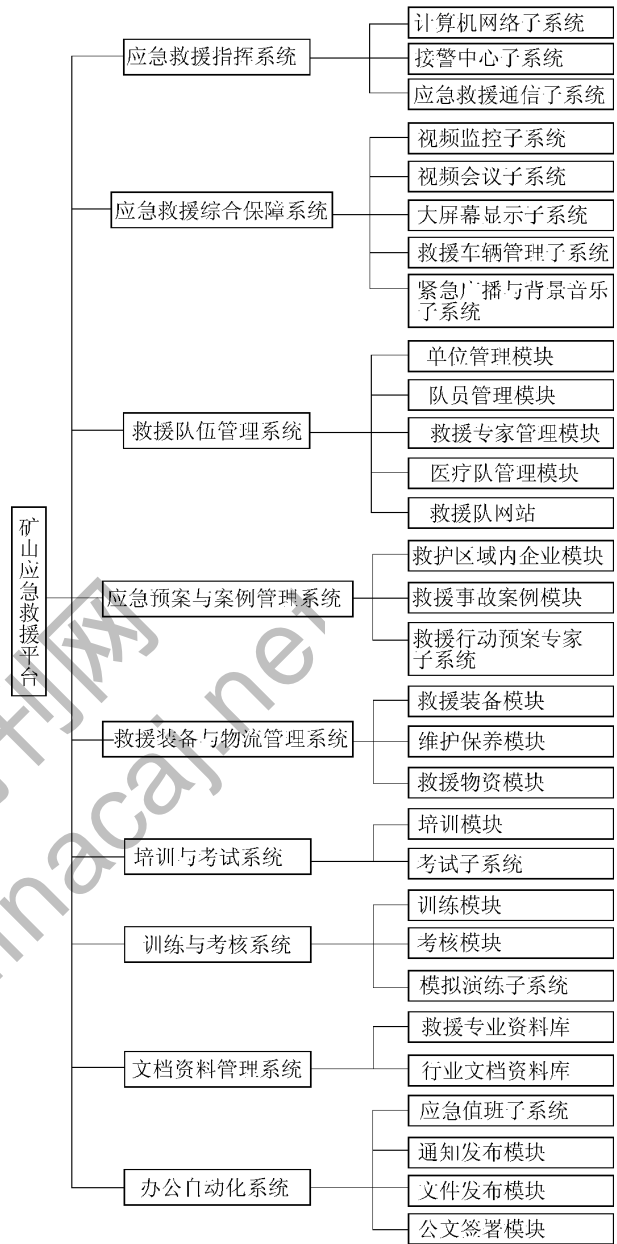 矿山应急救援平台
应急救援指挥系统
计算机网络子系统
接警中心子系统
应急救援通信子系统
应急救援综合保障系统
视频监控子系统
视频会议子系统
大屏幕显示子系统
救援车辆管理子系统
紧急广播与背景音乐
子系统
救援队伍管理系统
单位管理模块
队员管理模块
救援专家管理模块
医疗队管理模块
救援队网站
应急预案与案例管理系统
救护区域内企业模块
救援事故案例模块
救援行动预案专家
子系统
救援装备与物流管理系统
救援装备模块
维护保养模块
救援物资模块
培训与考试系统
培训模块
考试子系统
训练与考核系统
训练模块
考核模块
模拟演练子系统
文档资料管理系统
救援专业资料库
行业文档资料库
办公自动化系统
应急值班子系统
通知发布模块
文件发布模块
公文签署模块
刊网
nacaj.net